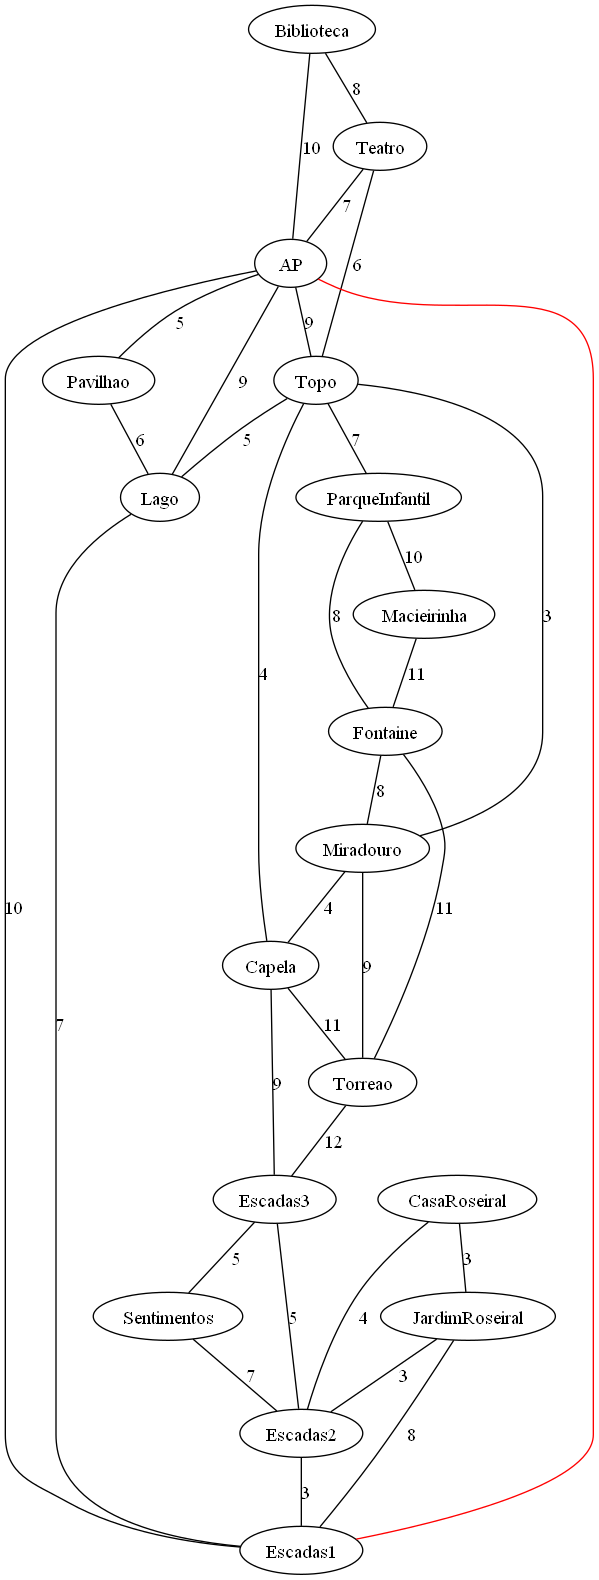 Biblioteca
8
Teatro
10
7
6
AP
5
9
9
Pavilhao
Topo
6
5
7
Lago
ParqueInfantil
10
8
Macieirinha
3
4
11
Fontaine
8
Miradouro
10
4
11
Capela
9
7
11
Torreao
9
12
Escadas3
CasaRoseiral
5
3
Sentimentos
5
4
JardimRoseiral
7
3
Escadas2
8
3
Escadas1